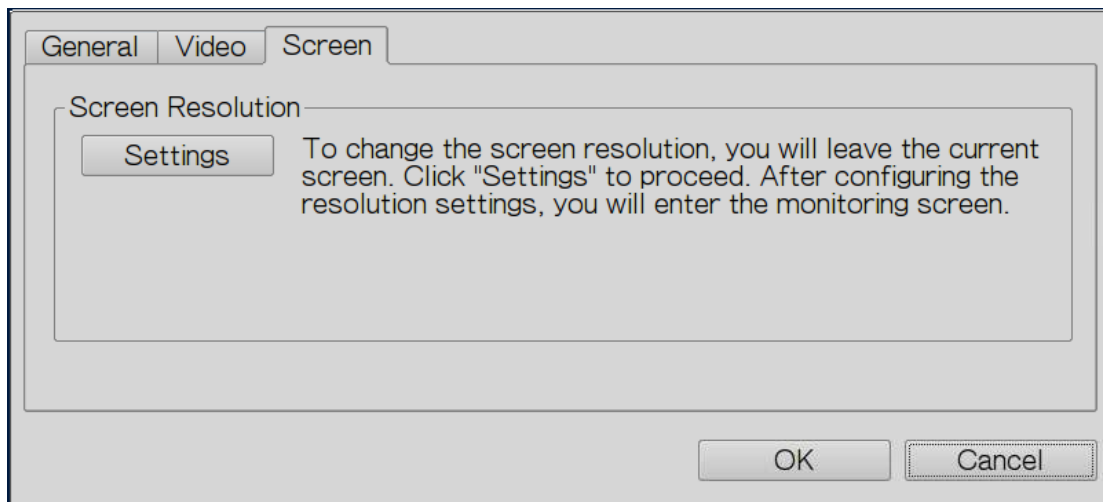 General Video Screen
Screen Resolution
Settings
To change the screen resolution, you will leave the current
screen. Click "Settings" to proceed. After configuring the
resolution settings, you will enter the monitoring screen.
OK Cancel